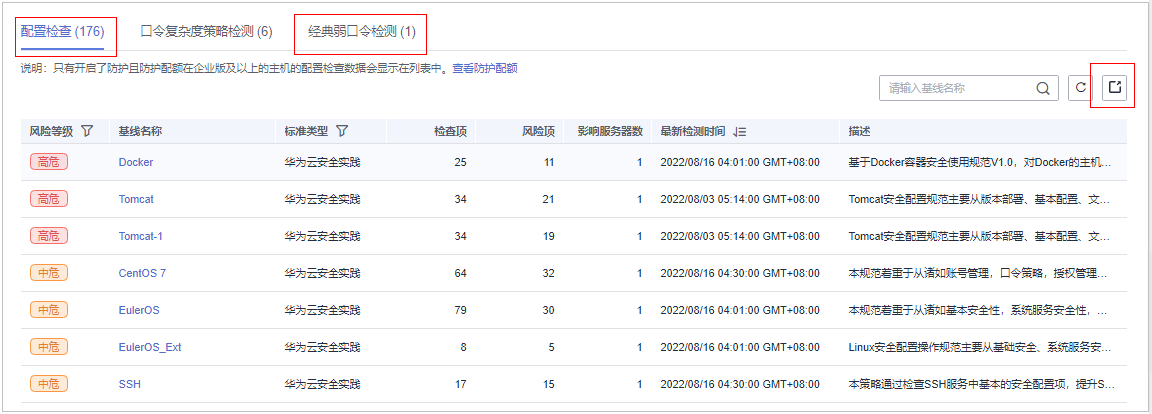 配置检查 (176) 口令复杂度策略检测 (6) 经典弱口令检测 (1)
说明：只有开启了防护且防护配额在企业版及以上的主机的配置检查数据会显示在列表中。查看防护配额
请输入基线名称
风险等级 基线名称 标准类型 检查项 风险项 影响服务器数 最新检测时间 描述
高危 Docker 华为云安全实践 25 11 1 2022/08/16 04:01:00 GMT+08:00 基于Docker容器安全使用规范V1.0，对Docker的主机...
高危 Tomcat 华为云安全实践 34 21 1 2022/08/03 05:14:00 GMT+08:00 Tomcat安全配置规范主要从版本部署、基本配置、文...
高危 Tomcat-1 华为云安全实践 34 19 1 2022/08/03 05:14:00 GMT+08:00 Tomcat安全配置规范主要从版本部署、基本配置、文...
中危 CentOS 7 华为云安全实践 64 32 1 2022/08/16 04:30:00 GMT+08:00 本规范着重于从诸如账号管理，口令策略，授权管理...
中危 EulerOS 华为云安全实践 79 30 1 2022/08/16 04:01:00 GMT+08:00 本规范着重于从诸如基本安全性，系统服务安全性，...
中危 EulerOS_Ext 华为云安全实践 8 5 1 2022/08/16 04:01:00 GMT+08:00 Linux安全配置操作规范主要从基础安全、系统服务安...
中危 SSH 华为云安全实践 17 15 1 2022/08/16 04:30:00 GMT+08:00 本策略通过检查SSH服务中基本的安全配置项，提升S...